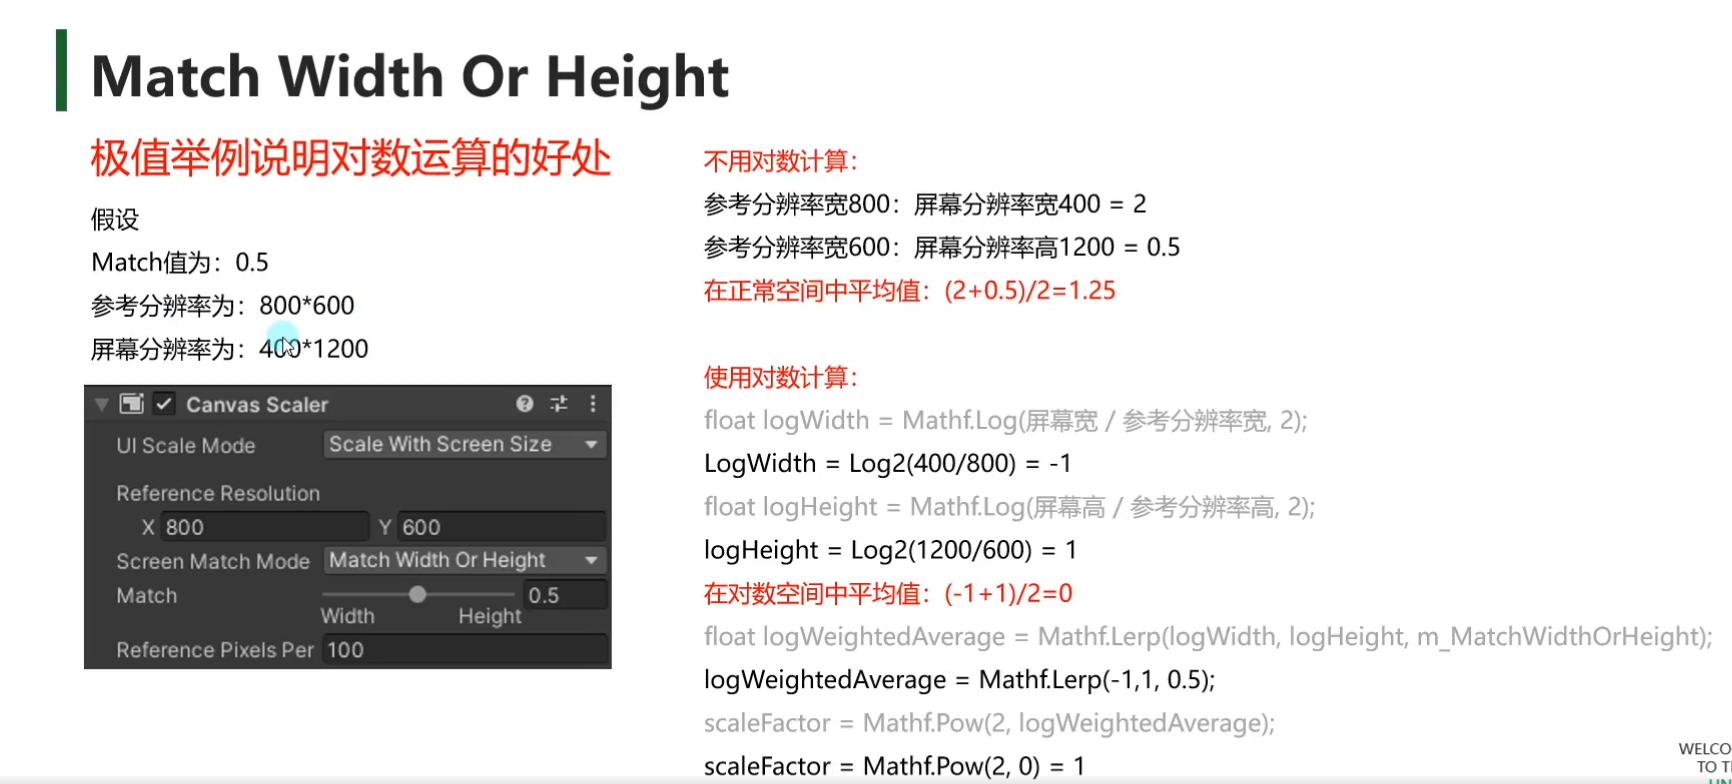 Match Width Or Height
极值举例说明对数运算的好处
假设
Match值为：0.5
参考分辨率为：800*600
屏幕分辨率为：400*1200
Canvas Scaler
UI Scale Mode
Scale With Screen Size
Reference Resolution
X 800 Y 600
Screen Match Mode
Match Width Or Height
Match
0.5
Width Height
Reference Pixels Per 100
不用对数计算：
参考分辨率宽800：屏幕分辨率宽400 = 2
参考分辨率宽600：屏幕分辨率高1200 = 0.5
在正常空间中平均值：(2+0.5)/2=1.25
使用对数计算：
float logWidth = Mathf.Log(屏幕宽 / 参考分辨率宽, 2);
LogWidth = Log2(400/800) = -1
float logHeight = Mathf.Log(屏幕高 / 参考分辨率高, 2);
logHeight = Log2(1200/600) = 1
在对数空间中平均值：(-1+1)/2=0
float logWeightedAverage = Mathf.Lerp(logWidth, logHeight, m_MatchWidthOrHeight);
logWeightedAverage = Mathf.Lerp(-1,1, 0.5);
scaleFactor = Mathf.Pow(2, logWeightedAverage);
scaleFactor = Mathf.Pow(2, 0) = 1
WELCO
TO T